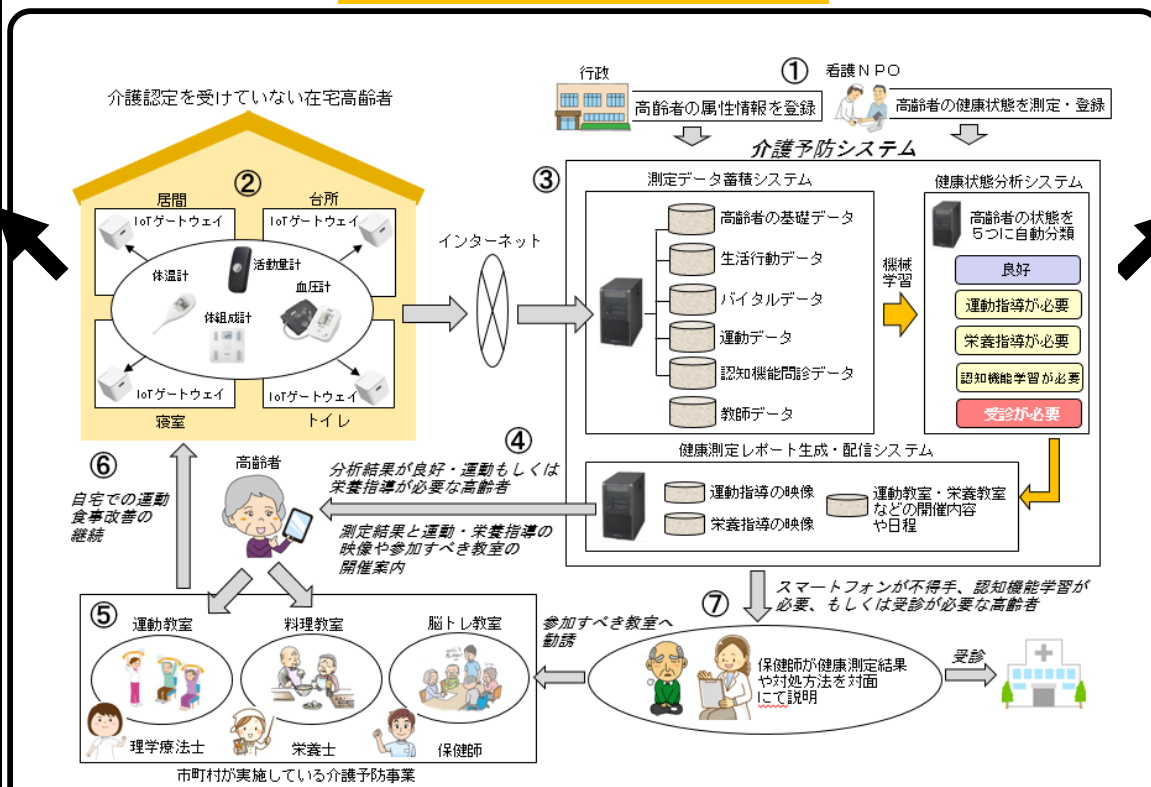 行政
①
看護NPO
高齢者の属性情報を登録
高齢者の健康状態を測定・登録
介護認定を受けていない在宅高齢者
②
居間
台所
IoTゲートウェイ
IoTゲートウェイ
体温計
活動量計
血圧計
体組成計
IoTゲートウェイ
IoTゲートウェイ
寝室
トイレ
インターネット
介護予防システム
③
測定データ蓄積システム
高齢者の基礎データ
生活行動データ
バイタルデータ
運動データ
認知機能問診データ
教師データ
機械
学習
健康状態分析システム
高齢者の状態を
5つに自動分類
良好
運動指導が必要
栄養指導が必要
認知機能学習が必要
受診が必要
健康測定レポート生成・配信システム
運動指導の映像
栄養指導の映像
運動教室・栄養教室
などの開催内容
や日程
④
分析結果が良好・運動もしくは
栄養指導が必要な高齢者
測定結果と運動・栄養指導の
映像や参加すべき教室の
開催案内
高齢者
⑥
自宅での運動
食事改善の
継続
⑤
運動教室
料理教室
脳トレ教室
理学療法士
栄養士
保健師
市町村が実施している介護予防事業
参加すべき教室へ
勧誘
⑦
スマートフォンが不得手、認知機能学習が
必要、もしくは受診が必要な高齢者
保健師が健康測定結果
や対処方法を対面
にて説明
受診